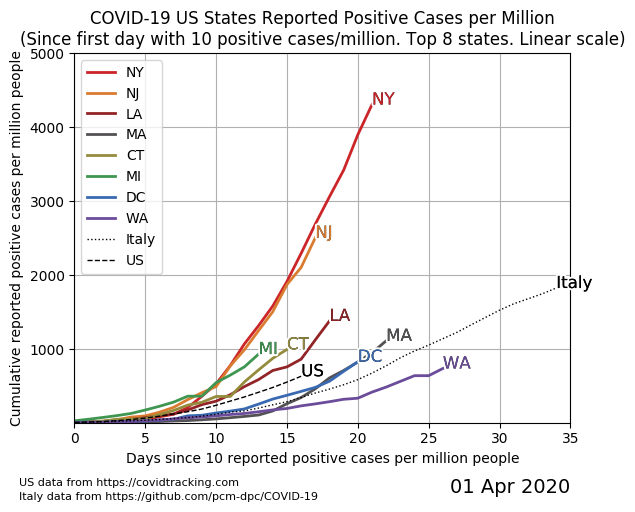 COVID-19 US States Reported Positive Cases per Million
(Since first day with 10 positive cases/million. Top 8 states. Linear scale)
Cumulative reported positive cases per million people
5000
4000
3000
2000
1000
NY
NJ
LA
MA
CT
MI
DC
WA
Italy
US
NY
NJ
Italy
LA
MI
CT
MA
DC
WA
US
0
5
10
15
20
25
30
35
Days since 10 reported positive cases per million people
US data from https://covidtracking.com
Italy data from https://github.com/pcm-dpc/COVID-19
01 Apr 2020